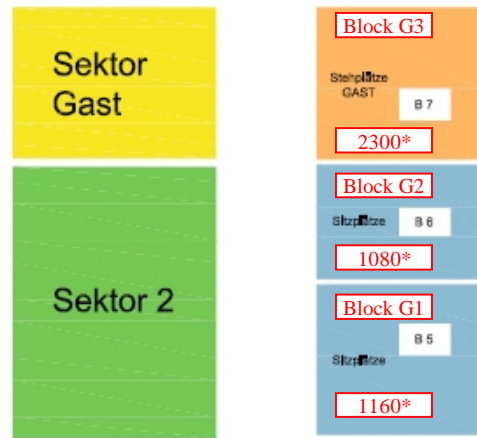 Sektor
Gast
Sektor 2
Block G3
Stehplätze
GAST
B 7
2300*
Block G2
Sitzplätze
B 6
1080*
Block G1
B 5
Sitzplätze
1160*